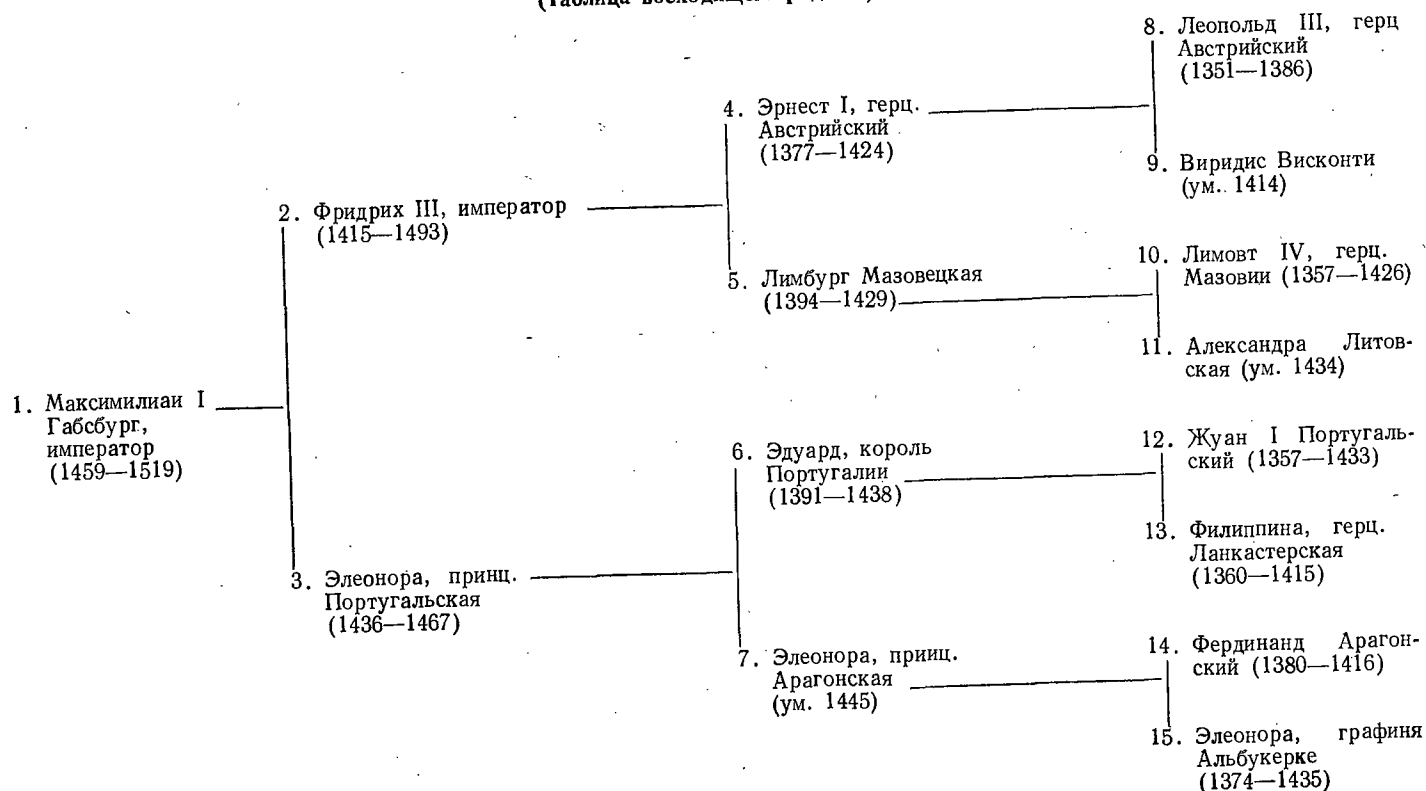 8. Леопольд III, герц
Австрийский
(1351—1386)
4. Эрнест I, герц.
Австрийский
(1377—1424)
9. Виридис Висконти
(ум. 1414)
2. Фридрих III, император
(1415—1493)
10. Лимовт IV, герц.
Мазовии (1357—1426)
5. Лимбург Мазовецкая
(1394—1429)
11. Александра Литов-
ская (ум. 1434)
1. Максимилиаи I
Габсбург,
император
(1459—1519)
12. Жуан I Португаль-
ский (1357—1433)
6. Эдуард, король
Португалии
(1391—1438)
13. Филиппина, герц.
Ланкастерская
(1360—1415)
3. Элеонора, принц.
Португальская
(1436—1467)
14. Фердинанд Арагон-
ский (1380—1416)
7. Элеонора, прииц.
Арагонская
(ум. 1445)
15. Элеонора, графиня
Альбукерке
(1374—1435)